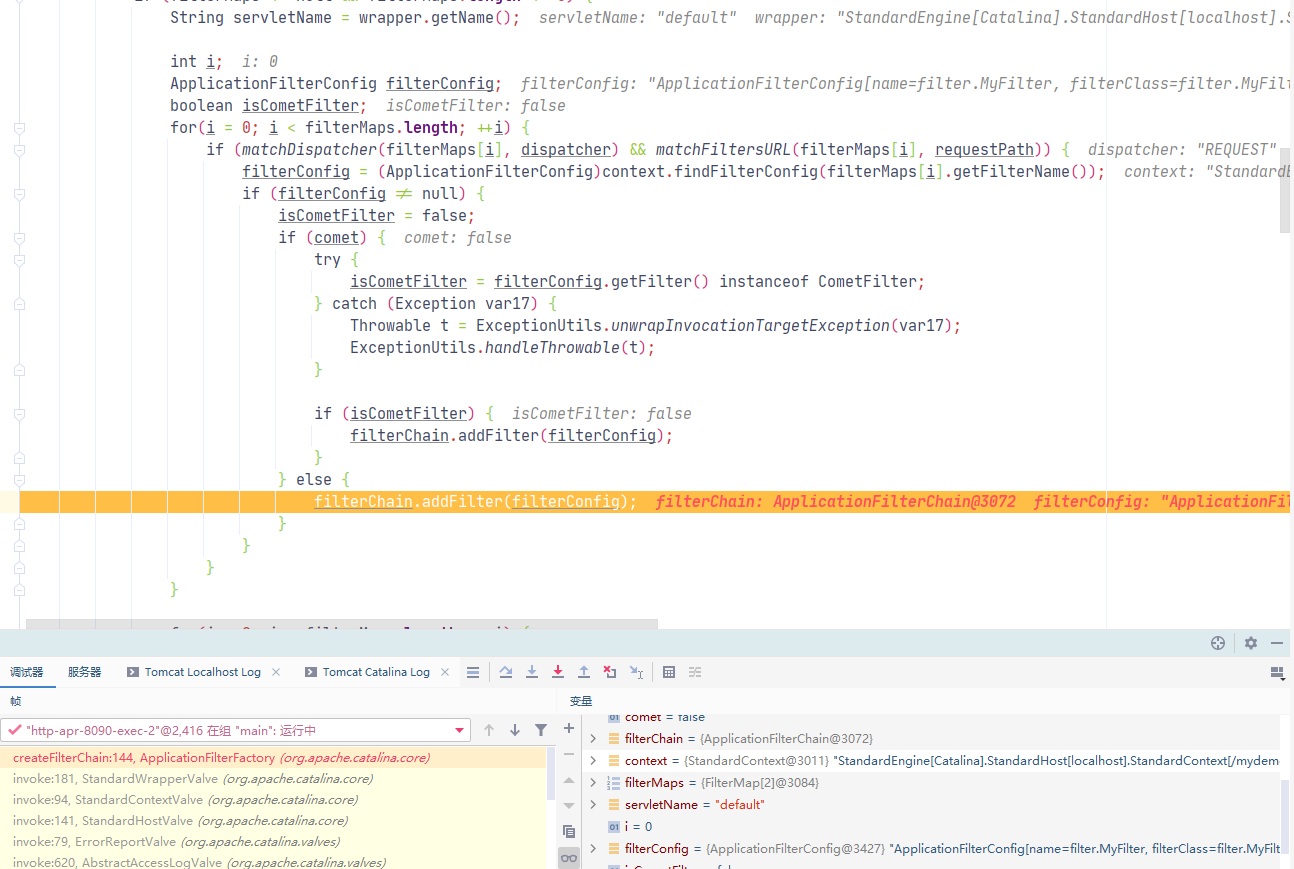 String servletName = wrapper.getName();  servletName: "default"  wrapper: "StandardEngine[Catalina].StandardHost[localhost].
int i;  i: 0
ApplicationFilterConfig filterConfig;  filterConfig: "ApplicationFilterConfig[name=filter.MyFilter, filterClass=filter.MyFil
boolean isCometFilter;  isCometFilter: false
for(i = 0; i < filterMaps.length; ++i) {
if (matchDispatcher(filterMaps[i], dispatcher) && matchFiltersURL(filterMaps[i], requestPath)) {  dispatcher: "REQUEST"
filterConfig = (ApplicationFilterConfig)context.findFilterConfig(filterMaps[i].getFilterName());  context: "Standard
if (filterConfig ≠ null) {
isCometFilter = false;
if (comet) {  comet: false
try {
isCometFilter = filterConfig.getFilter() instanceof CometFilter;
} catch (Exception var17) {
Throwable t = ExceptionUtils.unwrapInvocationTargetException(var17);
ExceptionUtils.handleThrowable(t);
}
if (isCometFilter) {  isCometFilter: false
filterChain.addFilter(filterConfig);
}
} else {
filterChain.addFilter(filterConfig);  filterChain: ApplicationFilterChain@3072  filterConfig: "ApplicationFil
}
}
}
}
调试器 服务器 Tomcat Localhost Log × Tomcat Catalina Log ×
帧
"http-apr-8090-exec-2"@2,416 在组 "main": 运行中
createFilterChain:144, ApplicationFilterFactory (org.apache.catalina.core)
invoke:181, StandardWrapperValve (org.apache.catalina.core)
invoke:94, StandardContextValve (org.apache.catalina.core)
invoke:141, StandardHostValve (org.apache.catalina.core)
invoke:79, ErrorReportValve (org.apache.catalina.valves)
invoke:620, AbstractAccessLogValve (org.apache.catalina.valves)
变量
comet = false
filterChain = {ApplicationFilterChain@3072}
context = {StandardContext@3011} "StandardEngine[Catalina].StandardHost[localhost].StandardContext[/mydem
filterMaps = {FilterMap[2]@3084}
servletName = "default"
i = 0
filterConfig = {ApplicationFilterConfig@3427} "ApplicationFilterConfig[name=filter.MyFilter, filterClass=filter.MyFilt